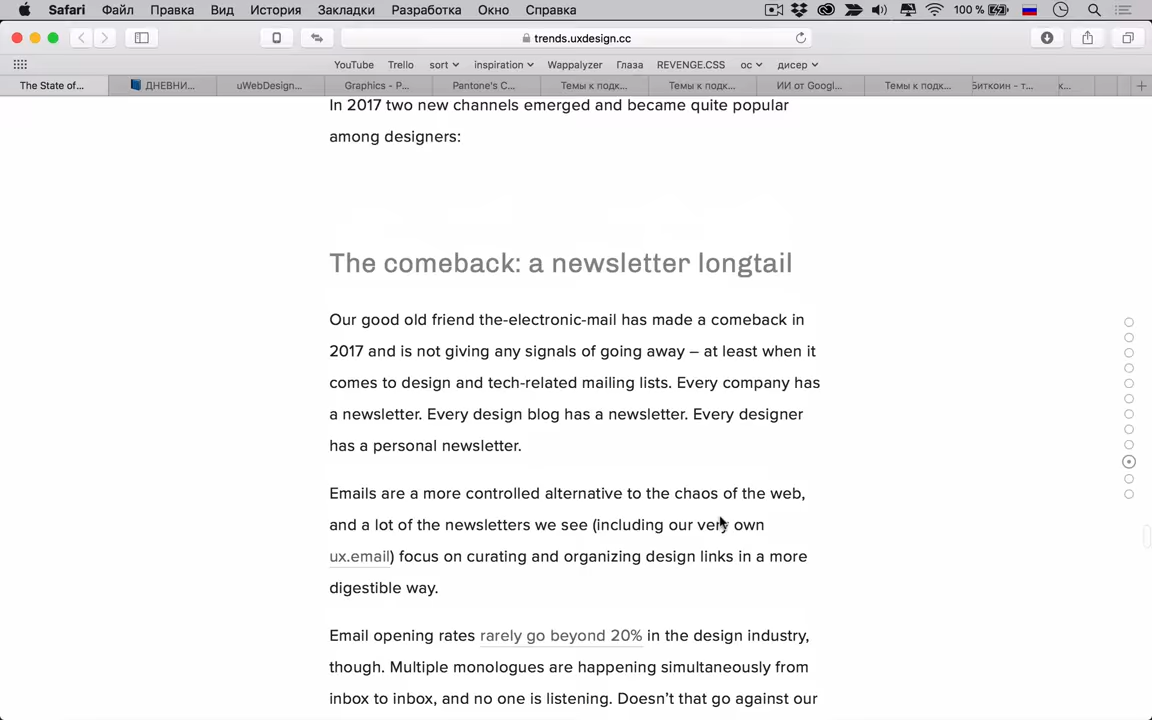 Safari Файл Правка Вид История Закладки Разработка Окно Справка 100 %
trends.uxdesign.cc
YouTube Trello sort inspiration Wappalyzer Глаза REVENGE.CSS ос дисер
The State of... ДНЕВНИ... uWebDesign... Graphics - P... Pantone's C... Темы к подк... Темы к подк... ИИ от Googl... Темы к подк... Биткоин - т... к...
In 2017 two new channels emerged and became quite popular
among designers:
The comeback: a newsletter longtail
Our good old friend the-electronic-mail has made a comeback in
2017 and is not giving any signals of going away – at least when it
comes to design and tech-related mailing lists. Every company has
a newsletter. Every design blog has a newsletter. Every designer
has a personal newsletter.
Emails are a more controlled alternative to the chaos of the web,
and a lot of the newsletters we see (including our very own
ux.email) focus on curating and organizing design links in a more
digestible way.
Email opening rates rarely go beyond 20% in the design industry,
though. Multiple monologues are happening simultaneously from
inbox to inbox, and no one is listening. Doesn’t that go against our